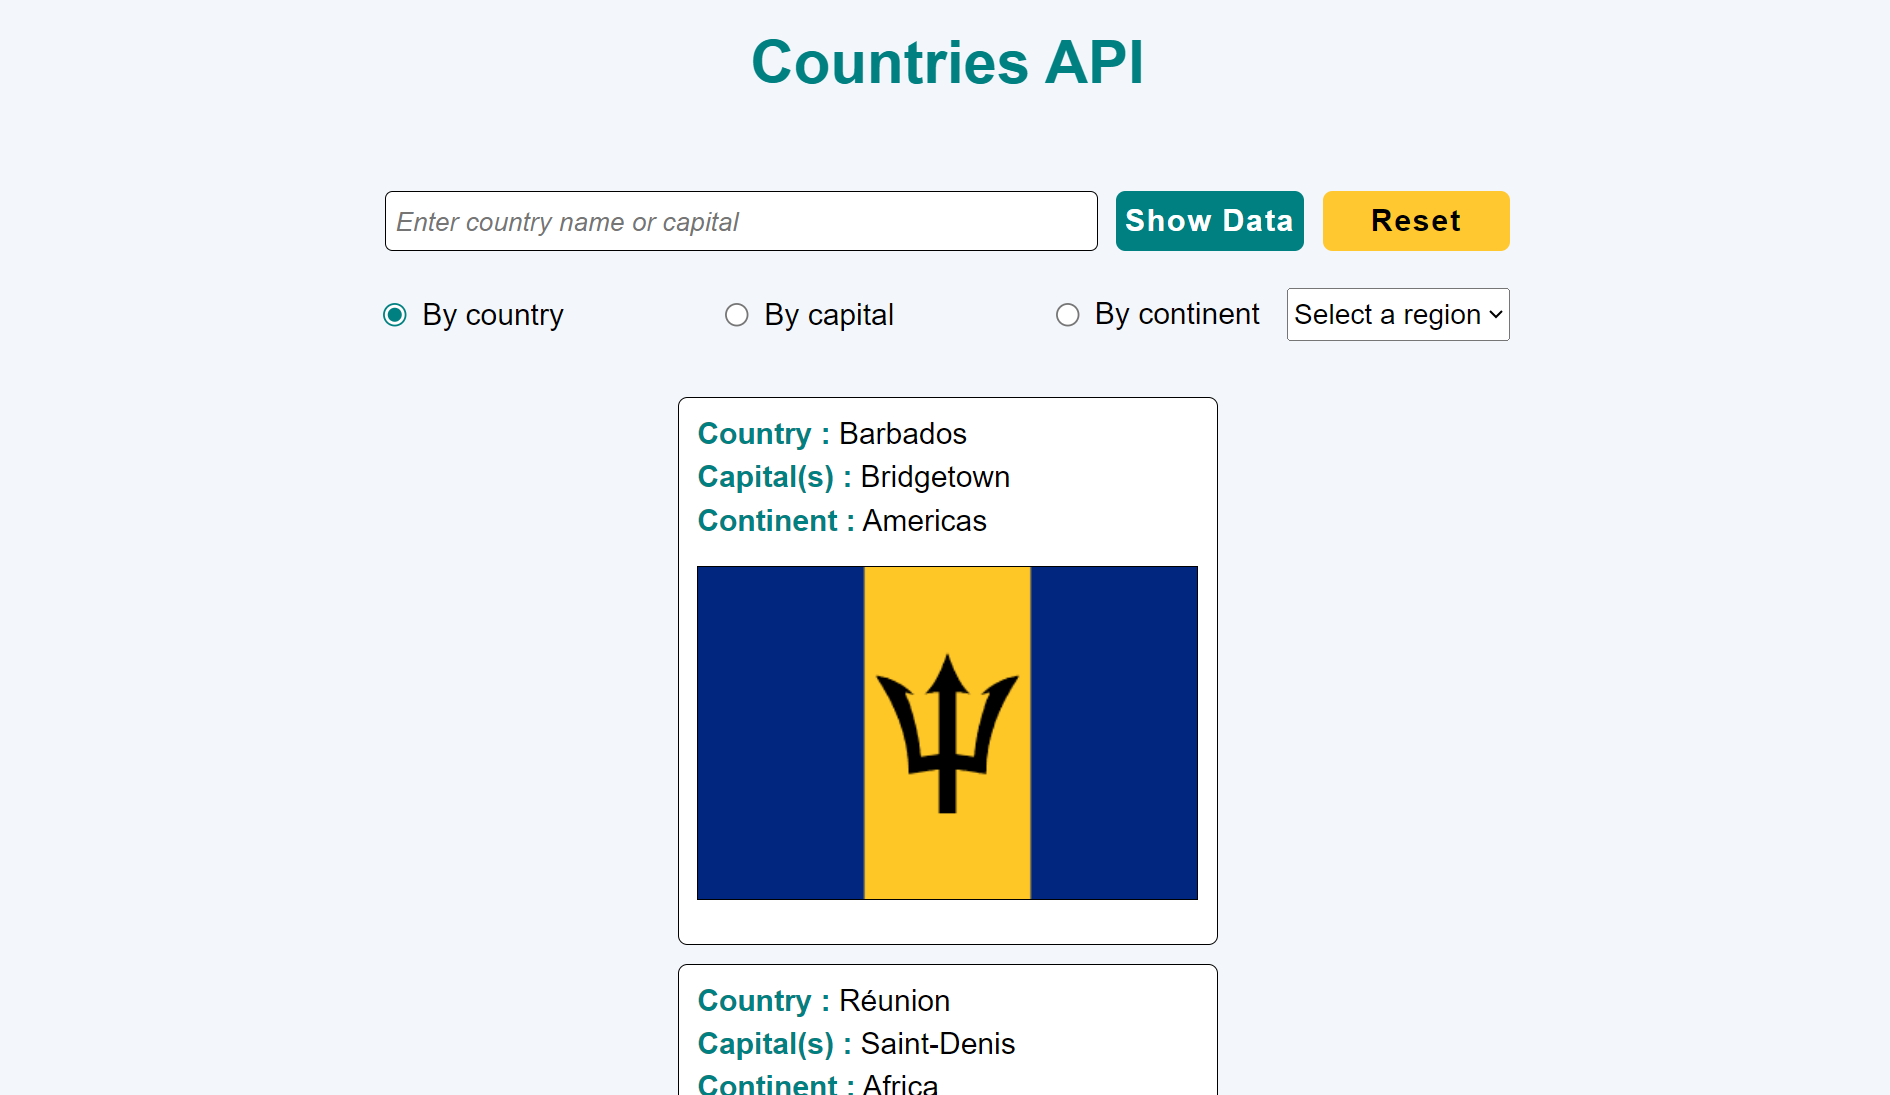 Countries API
Enter country name or capital
Show Data
Reset
By country
By capital
By continent
Select a region
Country : Barbados
Capital(s) : Bridgetown
Continent : Americas
Country : Réunion
Capital(s) : Saint-Denis
Continent : Africa